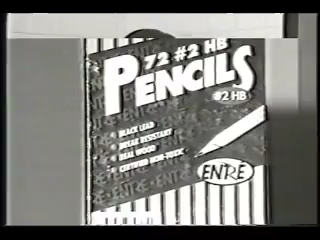 72 #2 HB
PENCILS
#2 HB
BLACK LEAD
BREAK RESISTANT
REAL WOOD
CERTIFIED NON-TOXIC
ENTRE